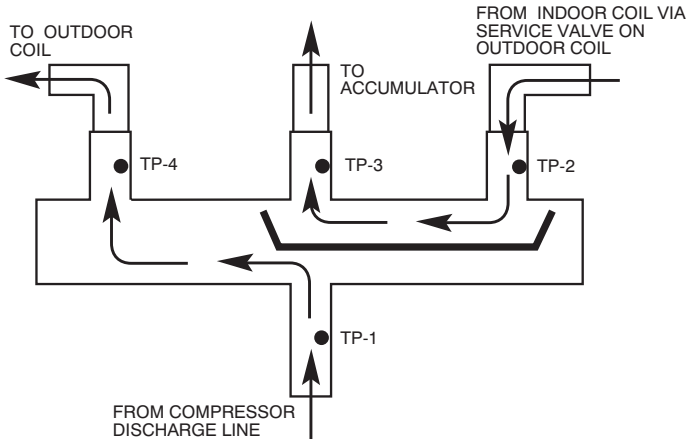 TO OUTDOOR
COIL
TO
ACCUMULATOR
FROM INDOOR COIL VIA
SERVICE VALVE ON
OUTDOOR COIL
TP-4
TP-3
TP-2
TP-1
FROM COMPRESSOR
DISCHARGE LINE